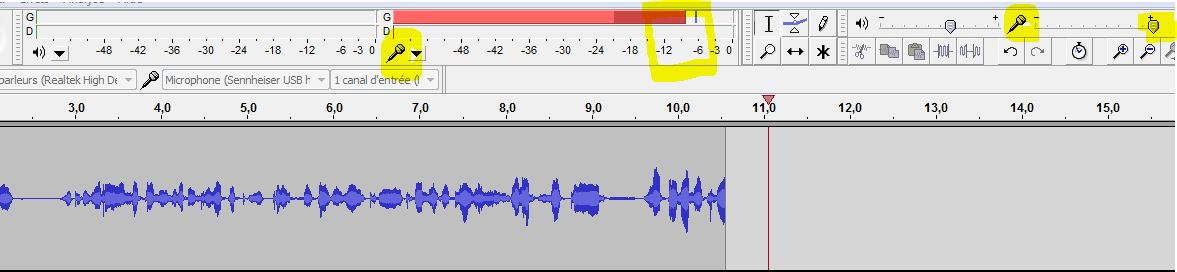 G G
D D
-48 -42 -36 -30 -24 -18 -12 -6 -3 0 -48 -42 -36 -30 -24 -18 -12 -6 -3 0
- + - +
parleurs (Realtek High De Microphone (Sennheiser USB h 1 canal d'entrée (l
3,0 4,0 5,0 6,0 7,0 8,0 9,0 10,0 11,0 12,0 13,0 14,0 15,0